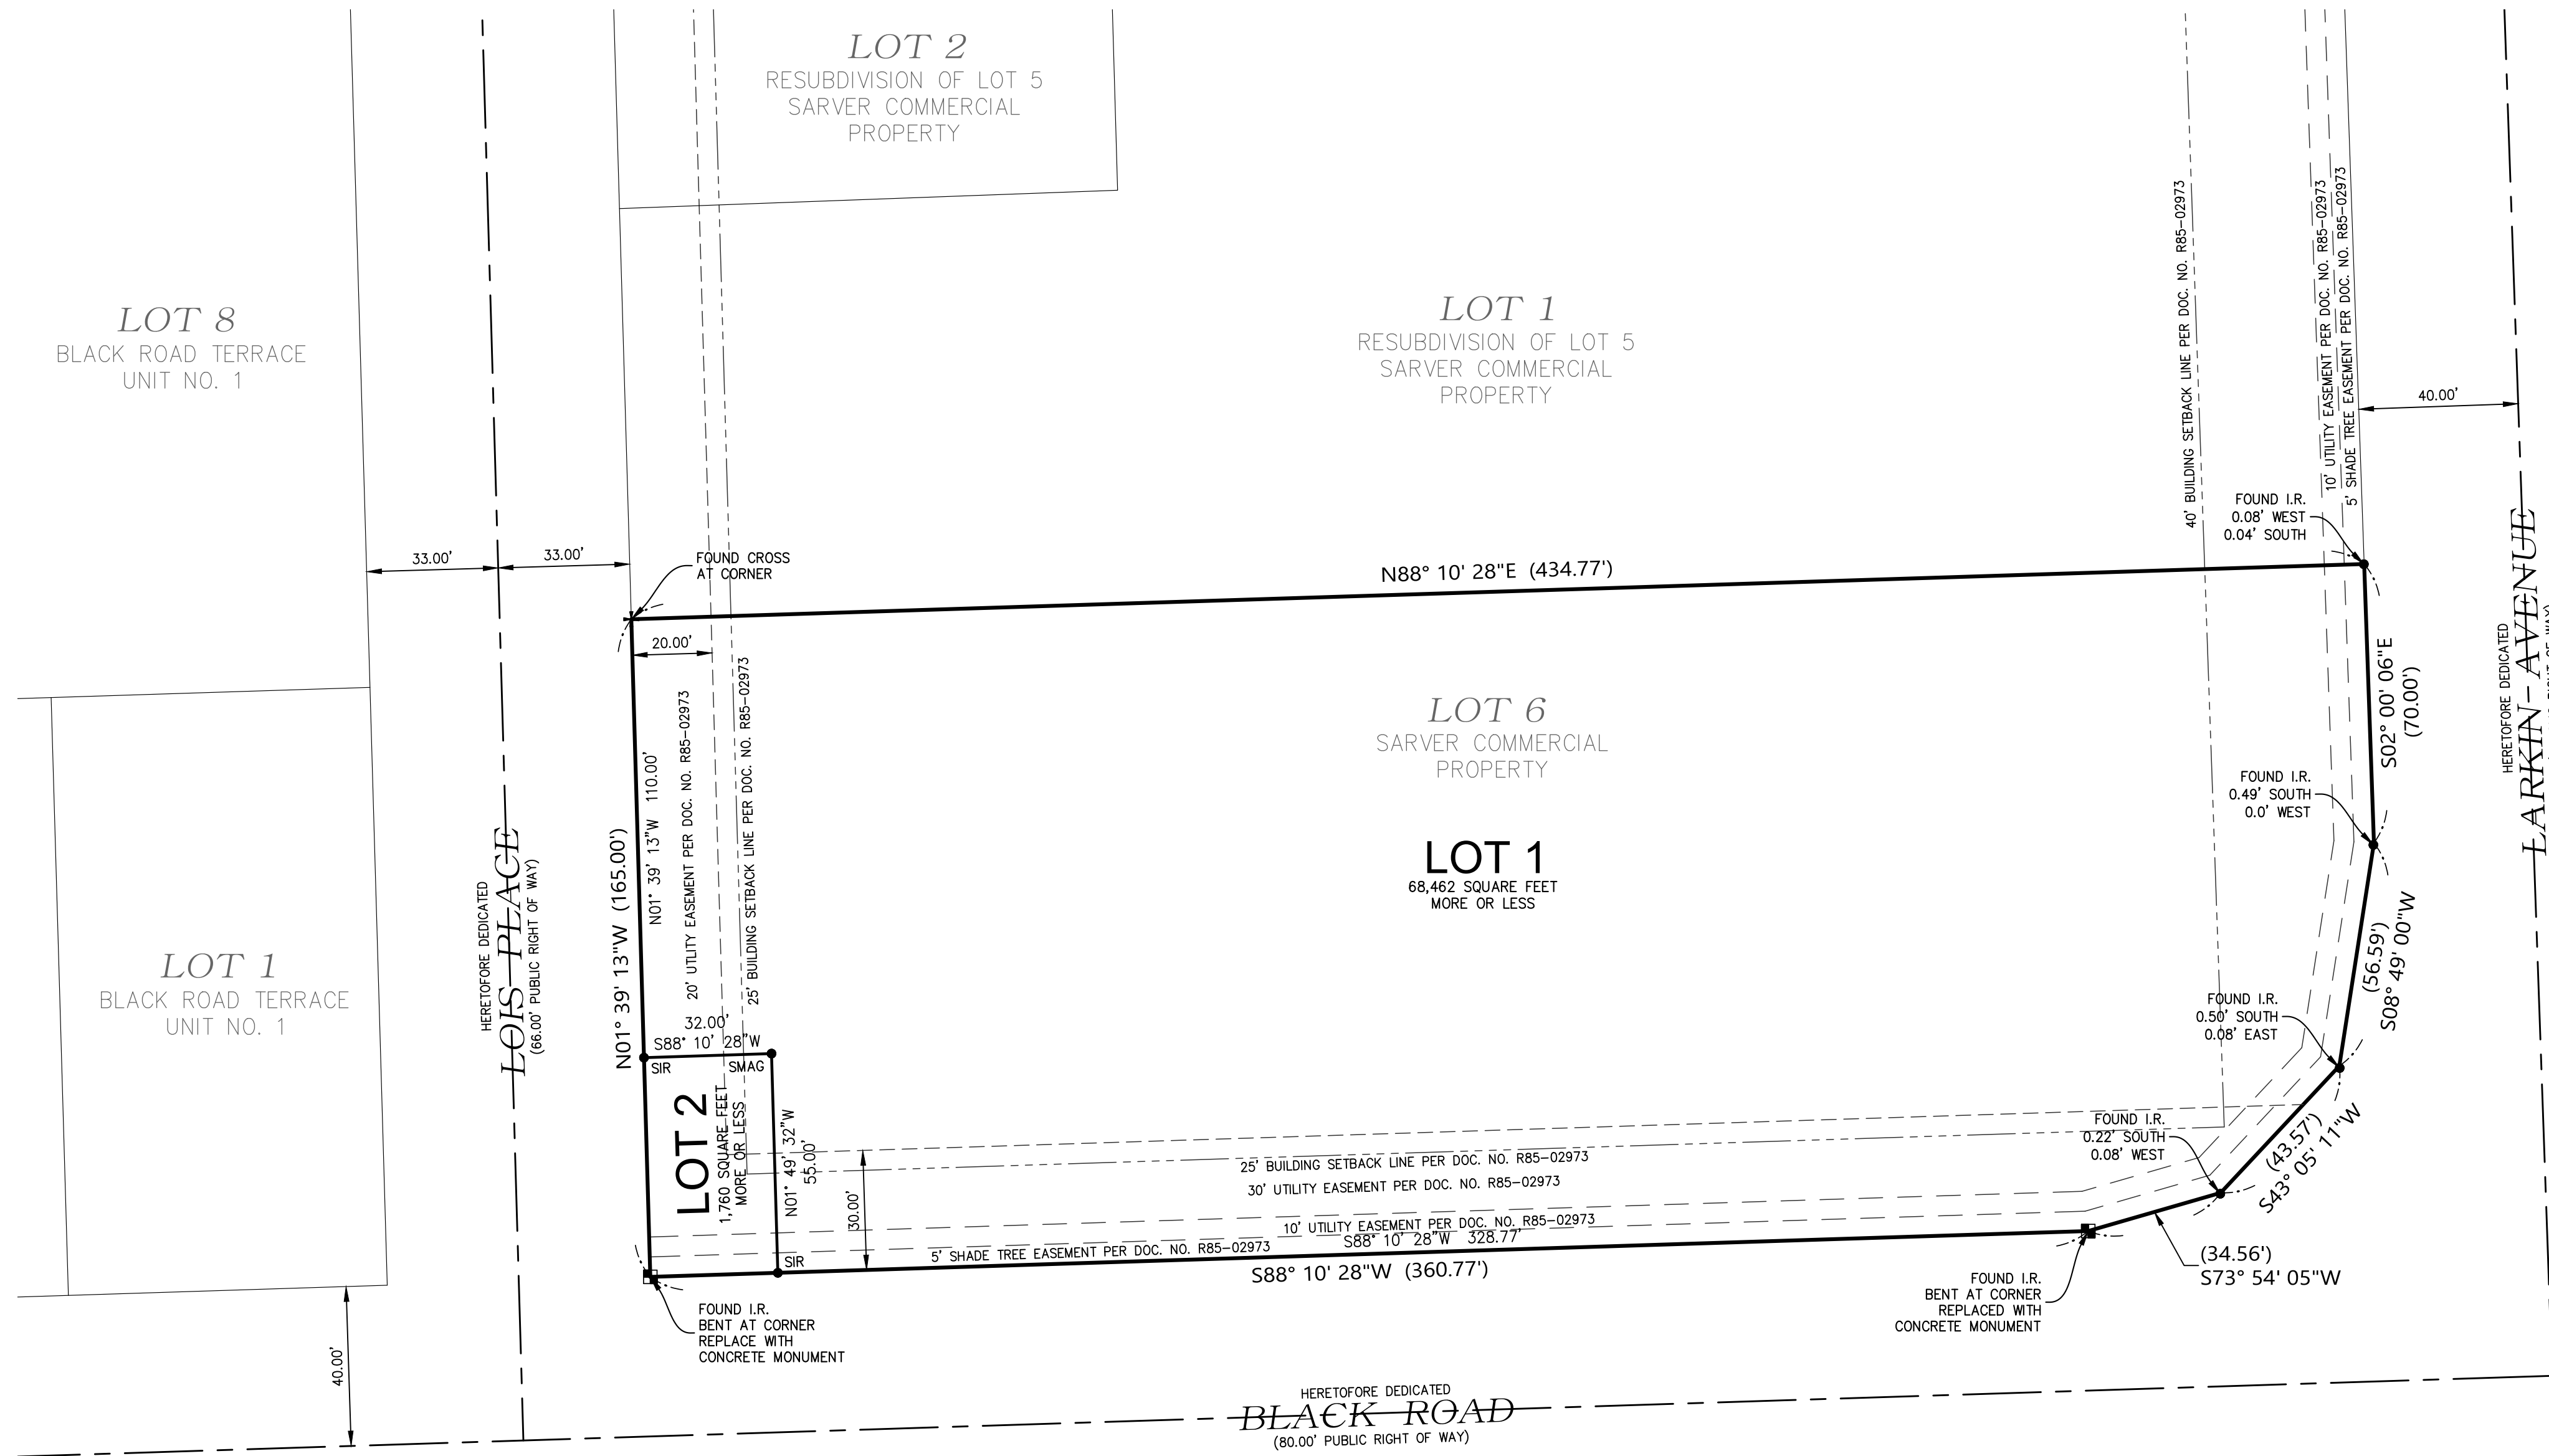 LOT 2
RESUBDIVISION OF LOT 5
SARVER COMMERCIAL
PROPERTY
LOT 8
BLACK ROAD TERRACE
UNIT NO. 1
LOT 1
RESUBDIVISION OF LOT 5
SARVER COMMERCIAL
PROPERTY
40' BUILDING SETBACK LINE PER DOC. NO. R85-02973
10' UTILITY EASEMENT PER DOC. NO. R85-02973
5' SHADE TREE EASEMENT PER DOC. NO. R85-02973
40.00'
FOUND I.R.
0.08' WEST
0.04' SOUTH
33.00'
33.00'
FOUND CROSS
AT CORNER
N88° 10' 28"E (434.77')
HERETOFORE DEDICATED
LARKIN AVENUE
20.00'
N01° 39' 13"W (165.00')
N01° 39' 13"W 110.00'
20' UTLITY EASEMENT PER DOC. NO. R85-02973
25' BUILDING SETBACK LINE PER DOC. NO. R85-02973
LOT 6
SARVER COMMERCIAL
PROPERTY
S02° 00' 06"E
(70.00')
FOUND I.R.
0.49' SOUTH
0.0' WEST
LOT 1
68,462 SQUARE FEET
MORE OR LESS
HERETOFORE DEDICATED
LOIS PLACE
(66.00' PUBLIC RIGHT OF WAY)
LOT 1
BLACK ROAD TERRACE
UNIT NO. 1
(56.59')
S08° 49' 00"W
FOUND I.R.
0.50' SOUTH
0.08' EAST
32.00'
S88° 10' 28"W
SIR
SMAG
LOT 2
1,760 SQUARE FEET
MORE OR LESS
N01° 49' 32"W
55.00'
SIR
30.00'
FOUND I.R.
0.22' SOUTH
0.08' WEST
(43.57')
S43° 05' 11"W
25' BUILDING SETBACK LINE PER DOC. NO. R85-02973
30' UTILITY EASEMENT PER DOC. NO. R85-02973
10' UTILITY EASEMENT PER DOC. NO. R85-02973
S88° 10' 28"W 328.77'
5' SHADE TREE EASEMENT PER DOC. NO. R85-02973
S88° 10' 28"W (360.77')
(34.56')
S73° 54' 05"W
FOUND I.R.
BENT AT CORNER
REPLACED WITH
CONCRETE MONUMENT
FOUND I.R.
BENT AT CORNER
REPLACE WITH
CONCRETE MONUMENT
40.00'
HERETOFORE DEDICATED
BLACK ROAD
(80.00' PUBLIC RIGHT OF WAY)